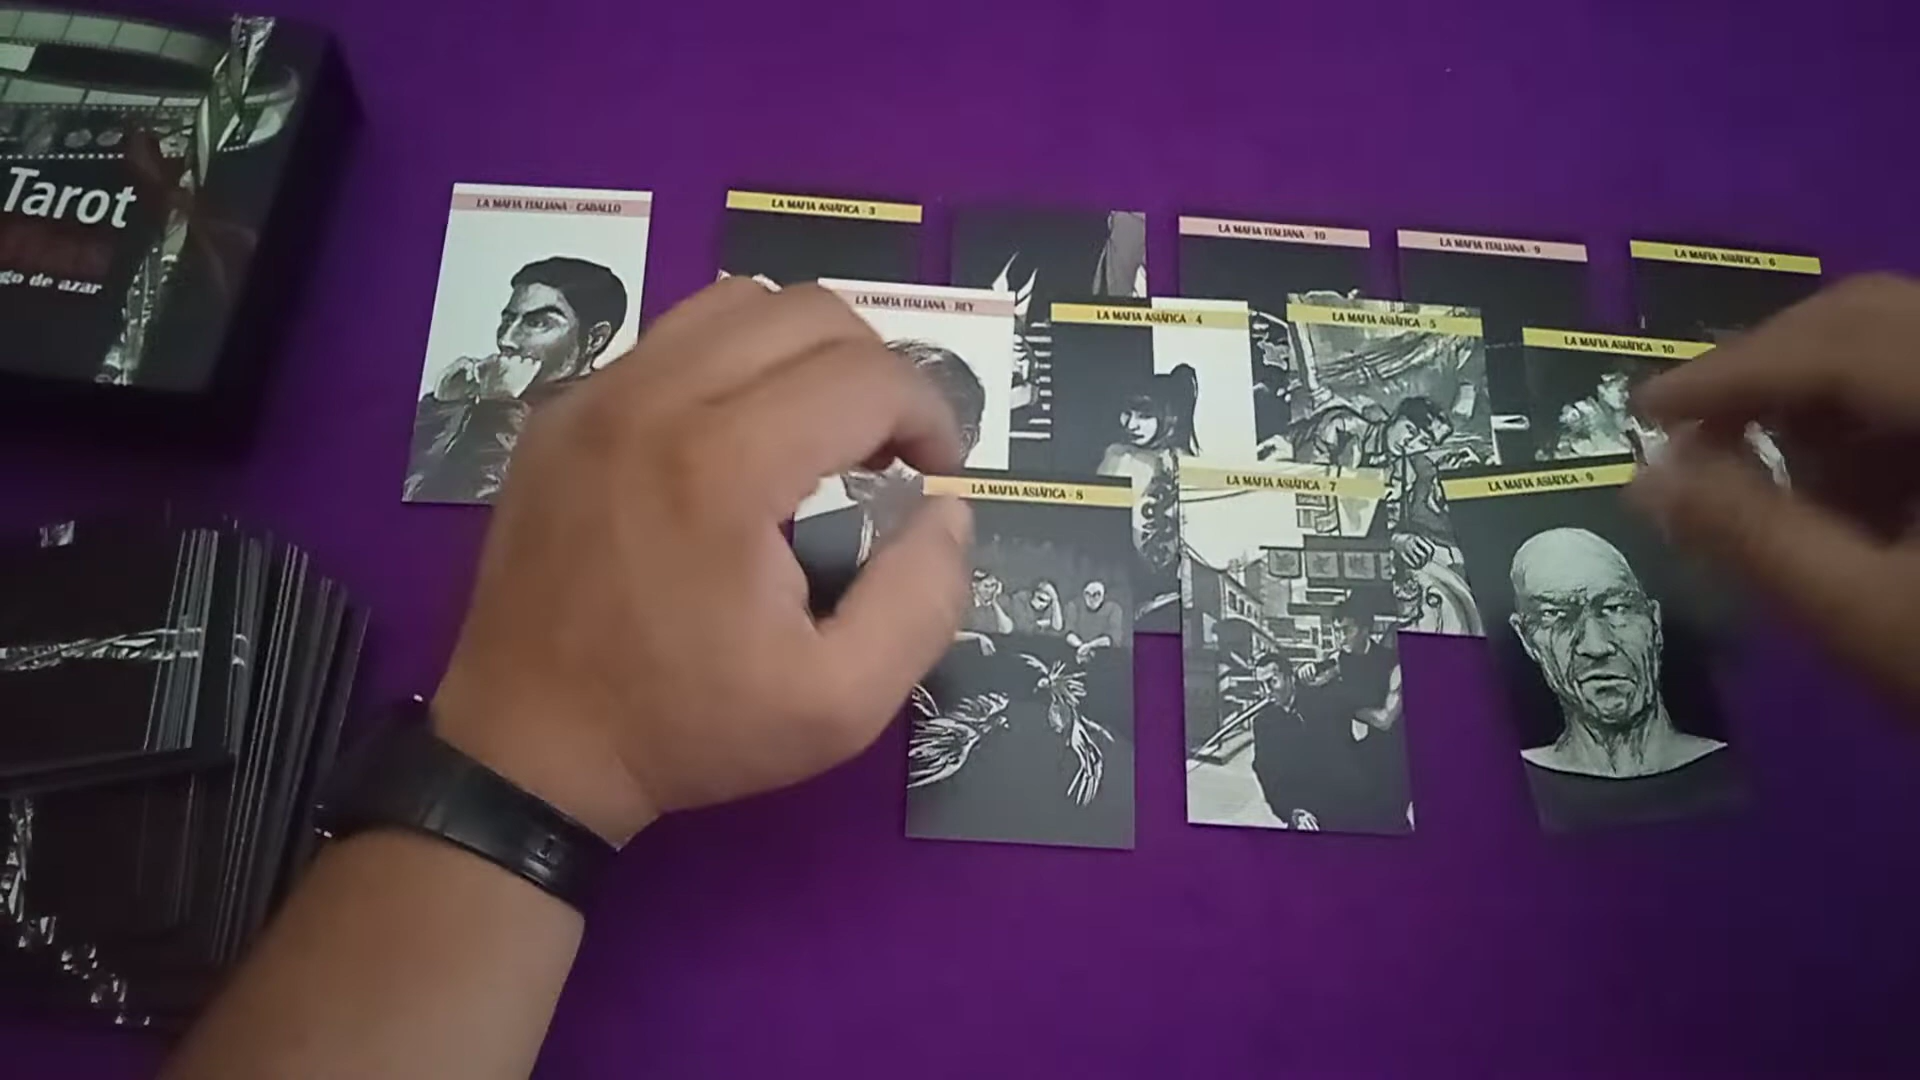 Tarot
go de azar
LA MAFIA ITALIANA - CABALLO
LA MAFIA ASIÁTICA - 3
LA MAFIA ITALIANA - 10
LA MAFIA ITALIANA - 9
LA MAFIA ASIÁTICA - 6
LA MAFIA ITALIANA - REY
LA MAFIA ASIÁTICA - 4
LA MAFIA ASIÁTICA - 5
LA MAFIA ASIÁTICA - 10
LA MAFIA ASIÁTICA - 8
LA MAFIA ASIÁTICA - 7
LA MAFIA ASIÁTICA - 9